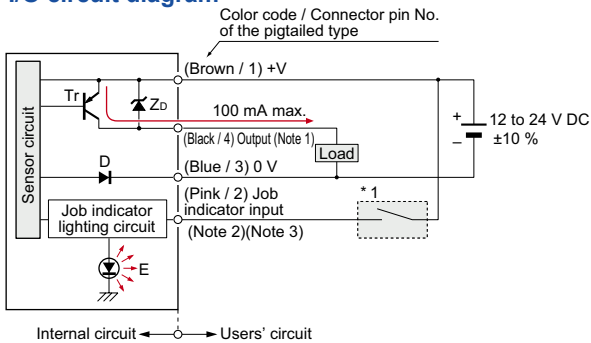 Color code / Connector pin No.
of the pigtailed type
(Brown / 1) +V
Tr
ZD
100 mA max.
+
12 to 24 V DC
–
±10 %
(Black / 4) Output (Note 1)
Load
Sensor circuit
D
(Blue / 3) 0 V
(Pink / 2) Job
indicator input
* 1
Job indicator
lighting circuit
(Note 2)(Note 3)
E
Internal circuit
Users' circuit